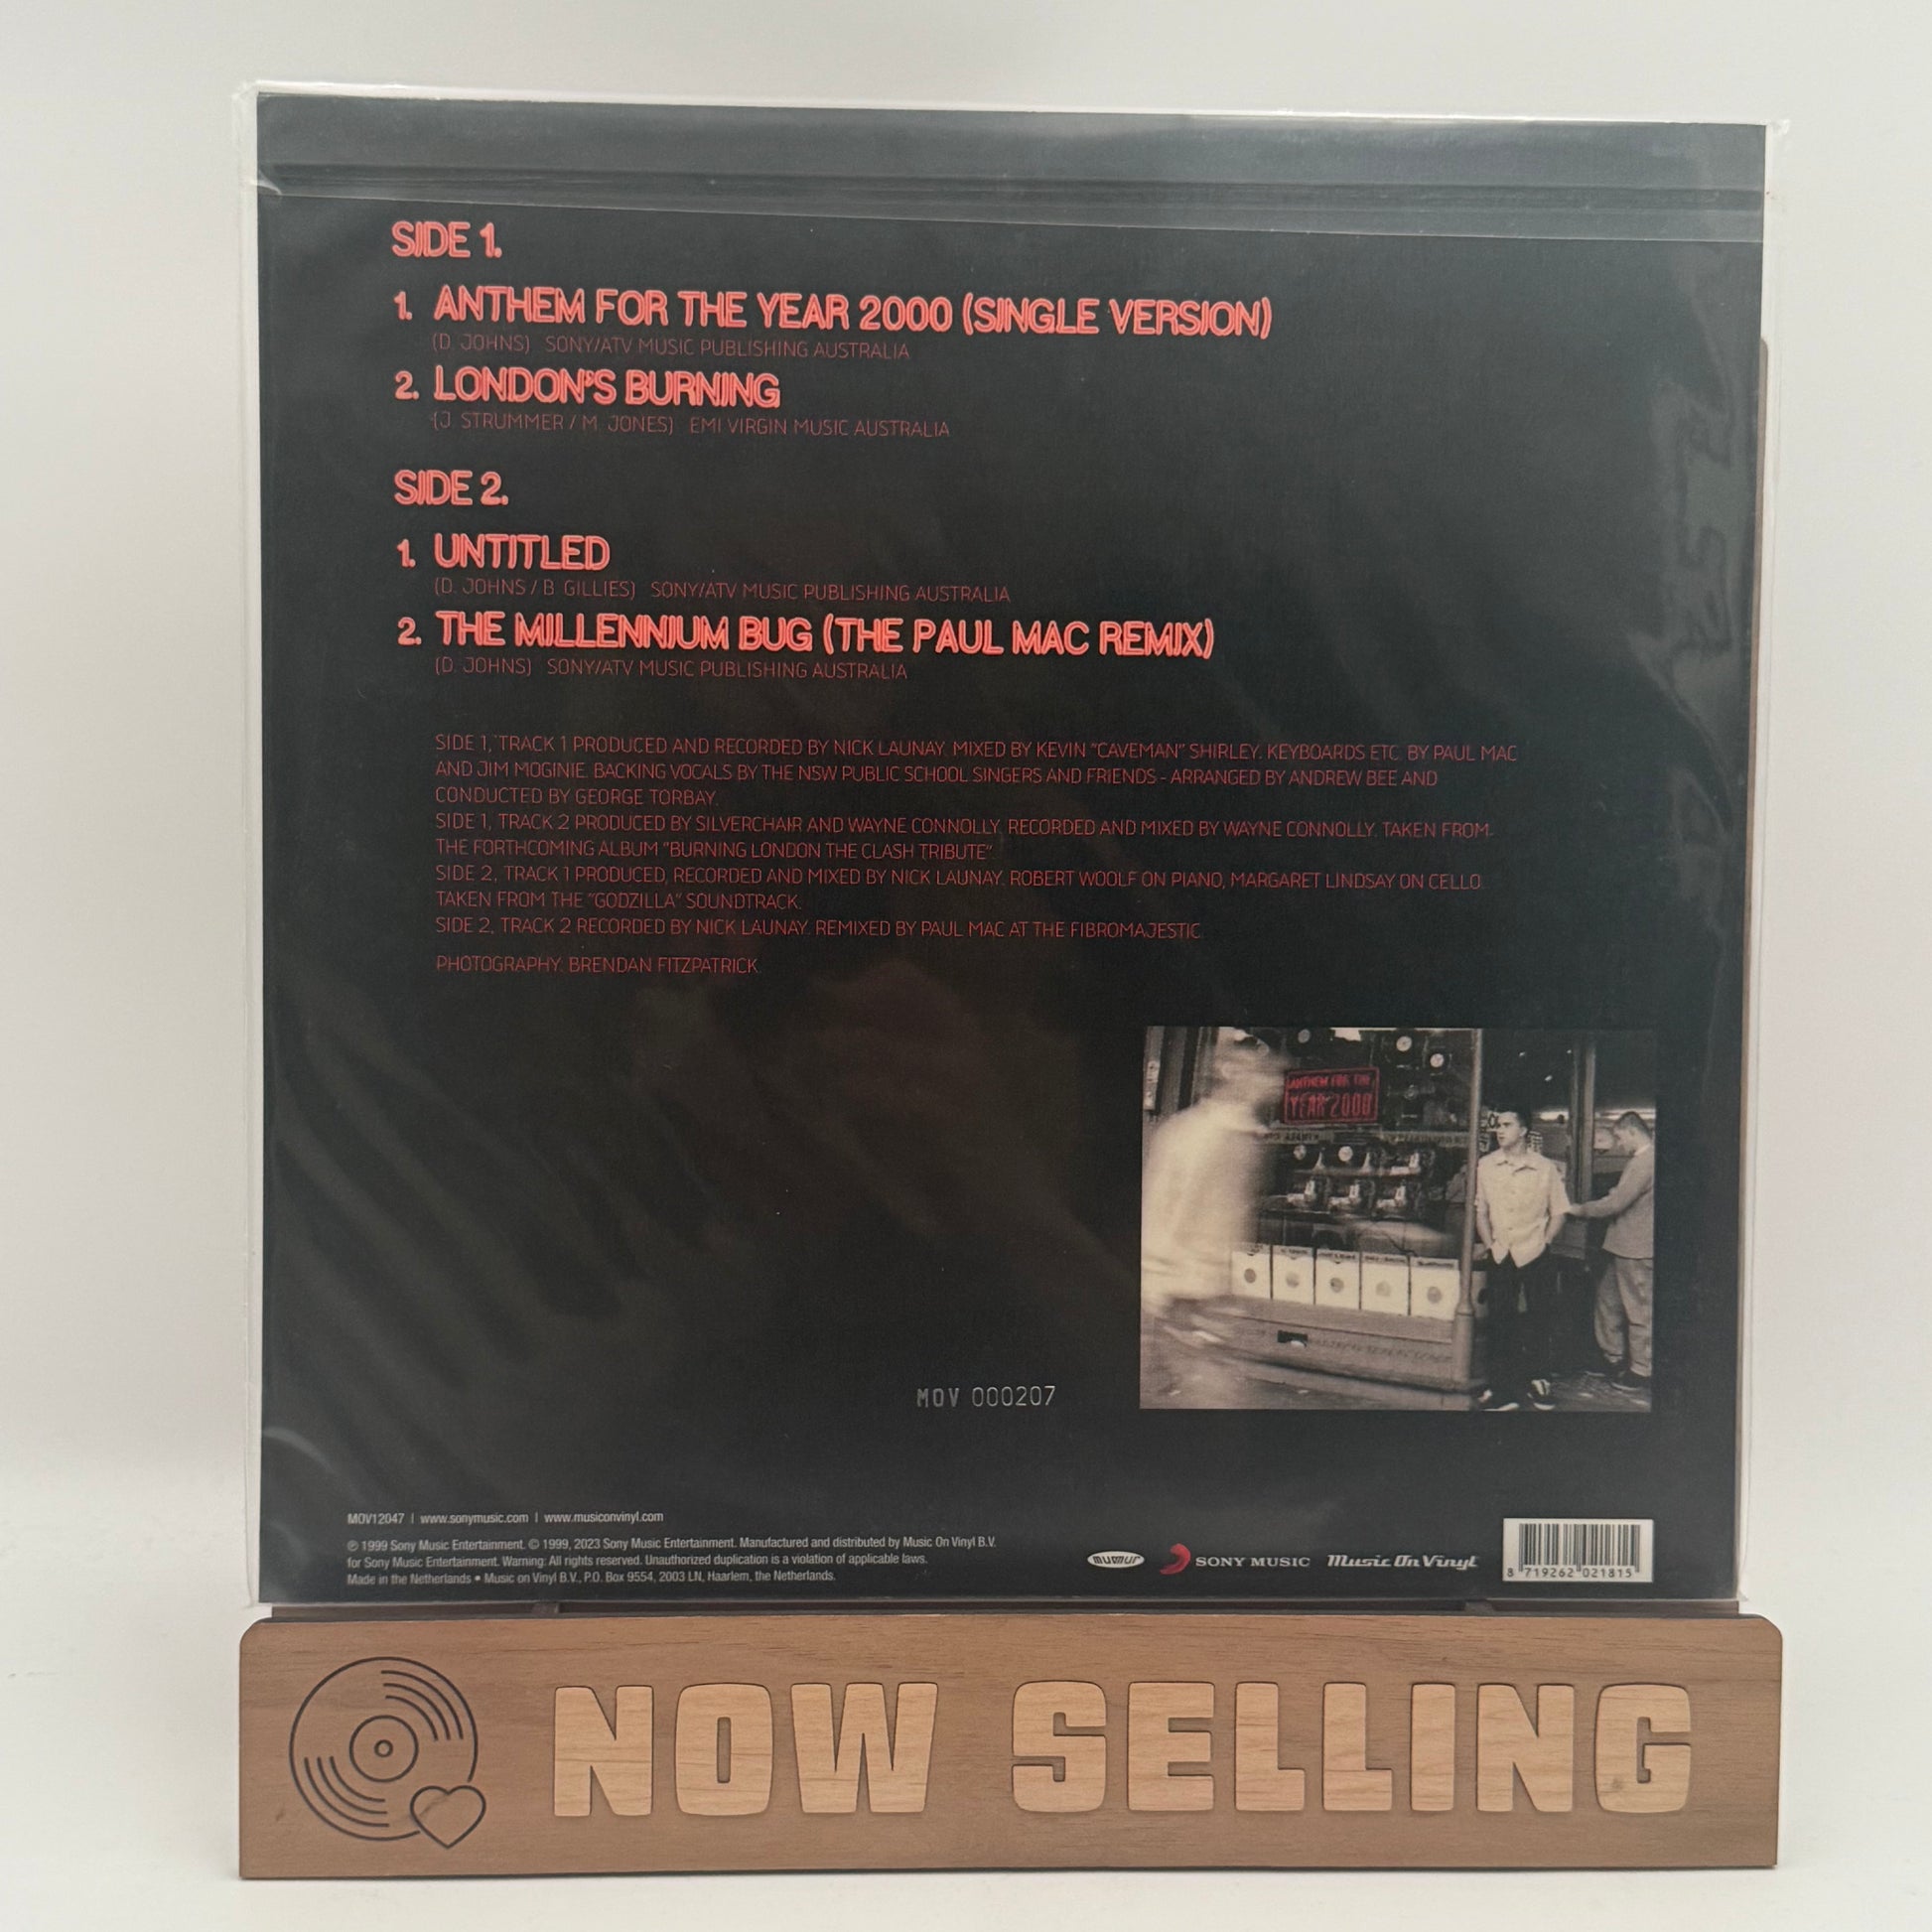 SIDE 1.
1. ANTHEM FOR THE YEAR 2000 (SINGLE VERSION)
(D. JOHNS) SONY/ATV MUSIC PUBLISHING AUSTRALIA
2. LONDON'S BURNING
(J. STRUMMER / M. JONES) EMI VIRGIN MUSIC AUSTRALIA
SIDE 2.
1. UNTITLED
(D. JOHNS / B. GILLIES) SONY/ATV MUSIC PUBLISHING AUSTRALIA
2. THE MILLENNIUM BUG (THE PAUL MAC REMIX)
(D. JOHNS) SONY/ATV MUSIC PUBLISHING AUSTRALIA
SIDE 1, TRACK 1 PRODUCED AND RECORDED BY NICK LAUNAY. MIXED BY KEVIN "CAVEMAN" SHIRLEY. KEYBOARDS ETC. BY PAUL MAC
AND JIM MOGINIE. BACKING VOCALS BY THE NSW PUBLIC SCHOOL SINGERS AND FRIENDS - ARRANGED BY ANDREW BEE AND
CONDUCTED BY GEORGE TORBAY.
SIDE 1, TRACK 2 PRODUCED BY SILVERCHAIR AND WAYNE CONNOLLY. RECORDED AND MIXED BY WAYNE CONNOLLY. TAKEN FROM
THE FORTHCOMING ALBUM "BURNING LONDON THE CLASH TRIBUTE".
SIDE 2, TRACK 1 PRODUCED, RECORDED AND MIXED BY NICK LAUNAY. ROBERT WOOLF ON PIANO, MARGARET LINDSAY ON CELLO.
TAKEN FROM THE "GODZILLA" SOUNDTRACK.
SIDE 2, TRACK 2 RECORDED BY NICK LAUNAY. REMIXED BY PAUL MAC AT THE FIBROMAJESTIC.
PHOTOGRAPHY: BRENDAN FITZPATRICK.
ANTHEM FOR THE
YEAR 2000
MOV 000207
MOV12047 | www.sonymusic.com | www.musiconvinyl.com
℗ 1999 Sony Music Entertainment. © 1999, 2023 Sony Music Entertainment. Manufactured and distributed by Music On Vinyl B.V.
for Sony Music Entertainment. Warning: All rights reserved. Unauthorized duplication is a violation of applicable laws.
Made in the Netherlands • Music on Vinyl B.V., P.O. Box 9554, 2003 LN, Haarlem, the Netherlands.
murmur
SONY MUSIC
Music On Vinyl
8 719262 021815
NOW SELLING